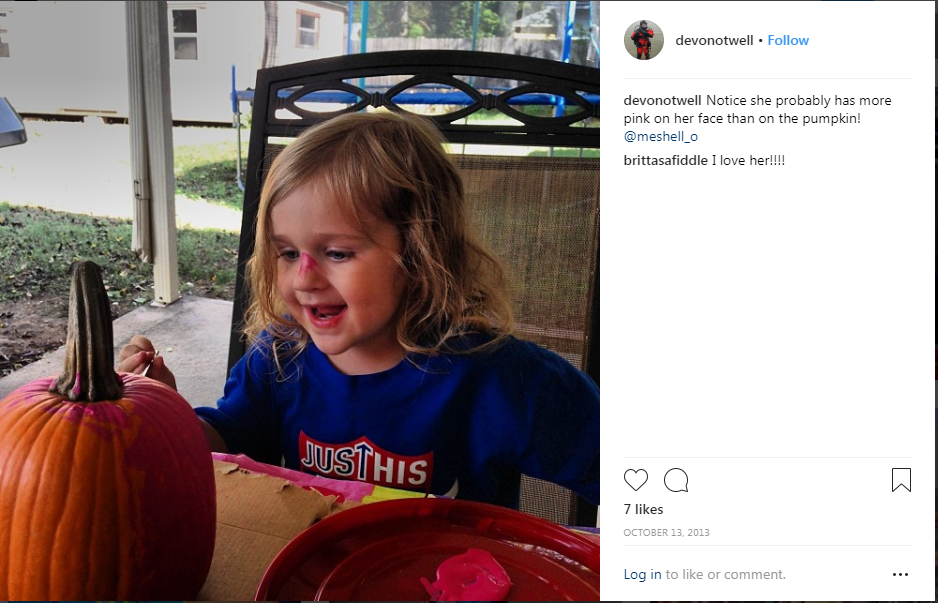 devonotwell • Follow
devonotwell Notice she probably has more
pink on her face than on the pumpkin!
@meshell_o
brittasafiddle I love her!!!!
JUSTHIS
7 likes
OCTOBER 13, 2013
Log in to like or comment.